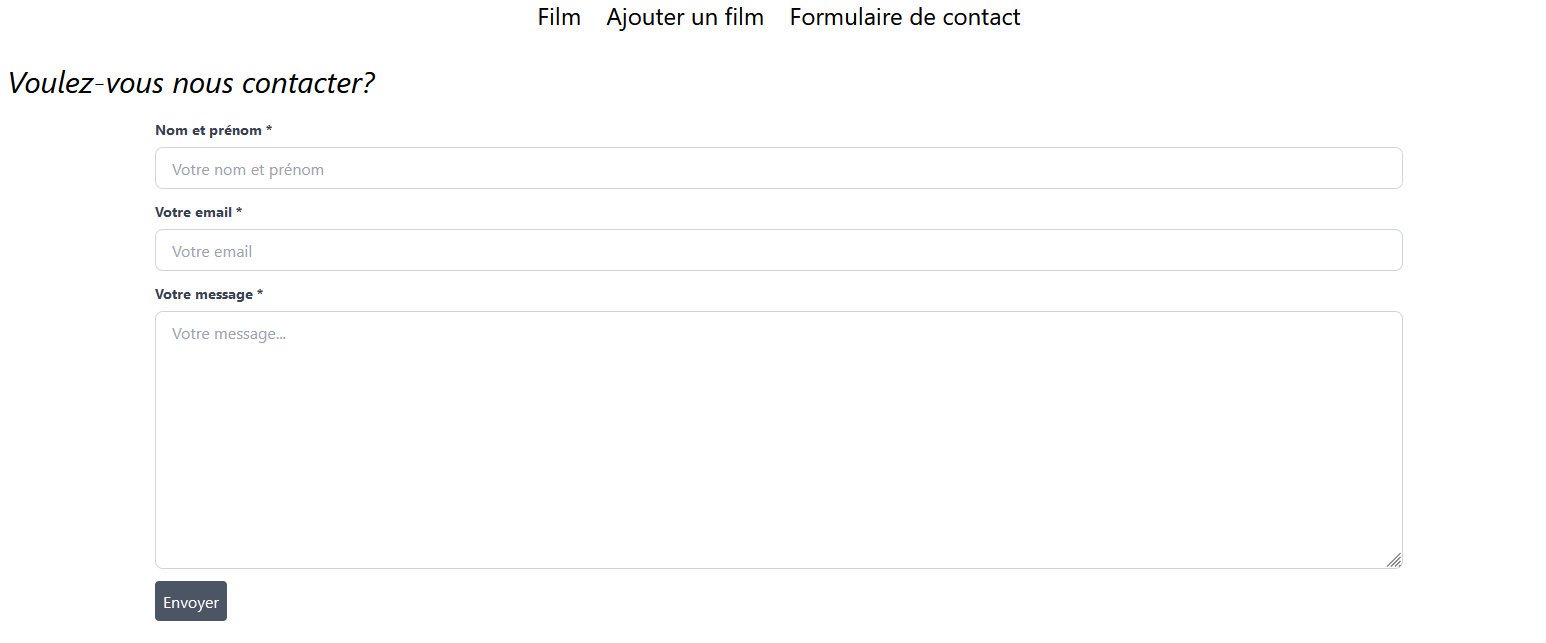 Film Ajouter un film Formulaire de contact
Voulez-vous nous contacter?
Nom et prénom *
Votre nom et prénom
Votre email *
Votre email
Votre message *
Votre message...
Envoyer